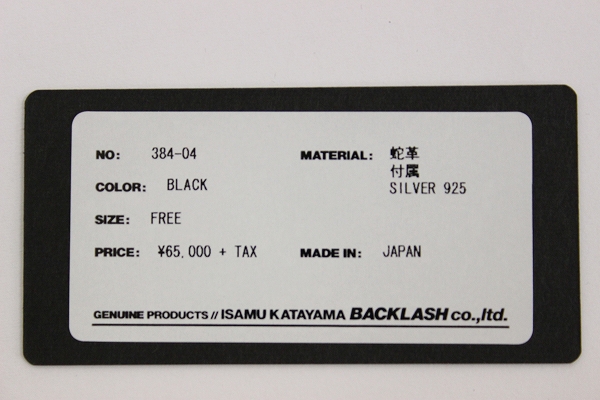 NO: 384-04 MATERIAL: 蛇革
付属
COLOR: BLACK SILVER 925
SIZE: FREE
PRICE: ¥65,000 + TAX MADE IN: JAPAN
GENUINE PRODUCTS // ISAMU KATAYAMA BACKLASH co.,ltd.